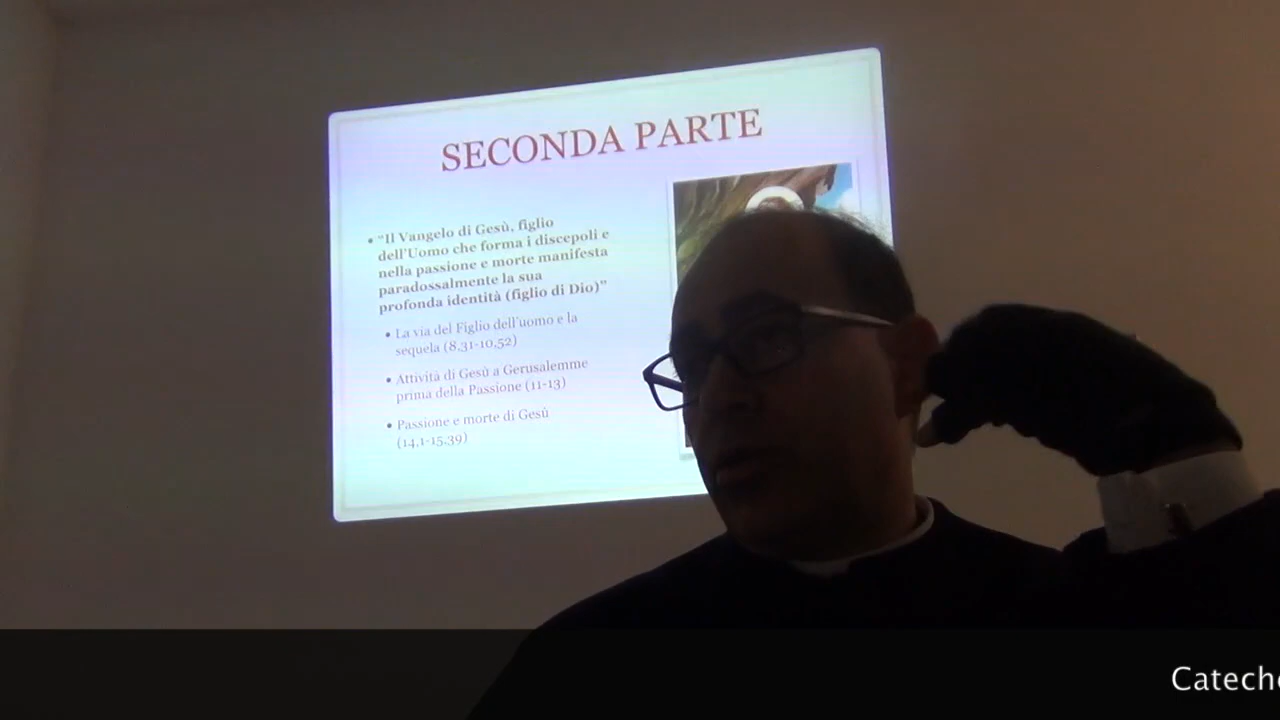 SECONDA PARTE
• "Il Vangelo di Gesù, figlio
dell'Uomo che forma i discepoli e
nella passione e morte manifesta
paradossalmente la sua
profonda identità (figlio di Dio)"
• La via del Figlio dell'uomo e la
sequela (8,31-10,52)
• Attività di Gesù a Gerusalemme
prima della Passione (11-13)
• Passione e morte di Gesù
(14,1-15,39)
Cateche